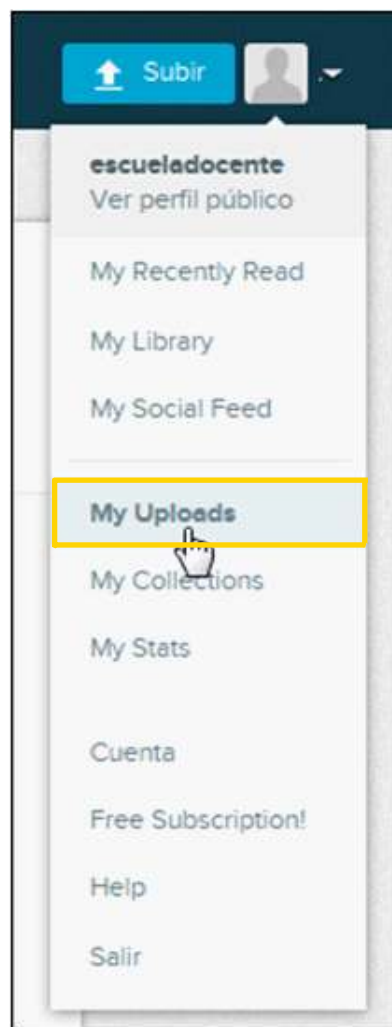 Subir
escueladocente
Ver perfil público
My Recently Read
My Library
My Social Feed
My Uploads
My Collections
My Stats
Cuenta
Free Subscription!
Help
Salir